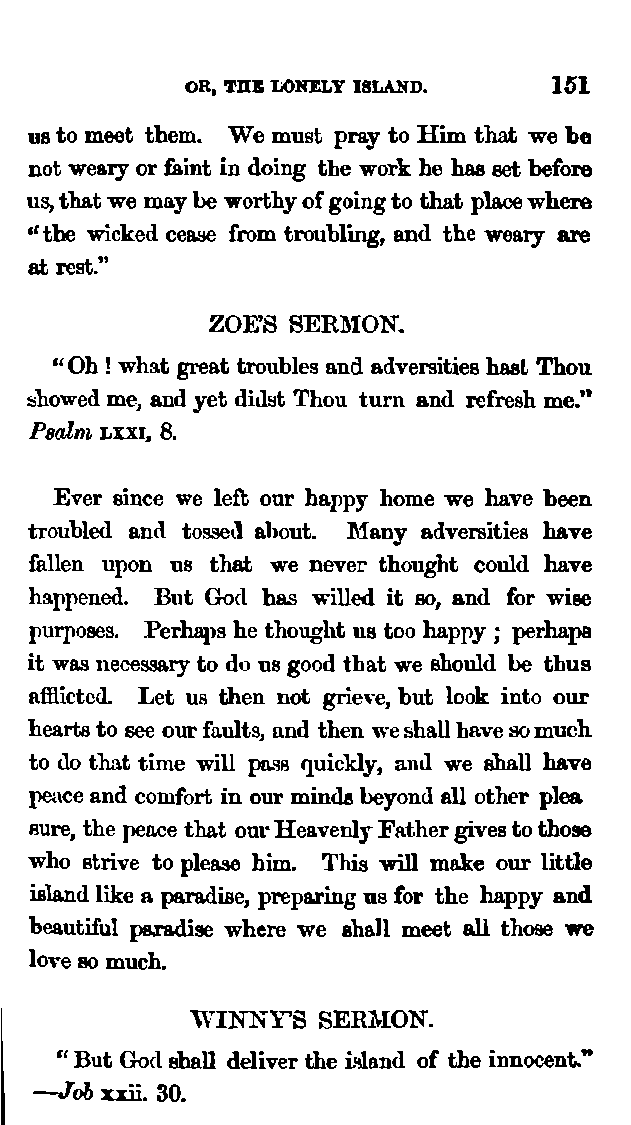 OR, THE LONELY ISLAND. 151
us to meet them. We must pray to Him that we be
not weary or faint in doing the work he has set before
us, that we may be worthy of going to that place where
“the wicked cease from troubling, and the weary are
at rest.”
ZOE'S SERMON.
“Oh ! what great troubles and adversities hast Thou
showed me, and yet didst Thou turn and refresh me.”
Psalm LXXI, 8.
Ever since we left our happy home we have been
troubled and tossed about. Many adversities have
fallen upon us that we never thought could have
happened. But God has willed it so, and for wise
purposes. Perhaps he thought us too happy ; perhaps
it was necessary to do us good that we should be thus
afflicted. Let us then not grieve, but look into our
hearts to see our faults, and then we shall have so much
to do that time will pass quickly, and we shall have
peace and comfort in our minds beyond all other plea
sure, the peace that our Heavenly Father gives to those
who strive to please him. This will make our little
island like a paradise, preparing us for the happy and
beautiful paradise where we shall meet all those we
love so much.
WINNY'S SERMON.
“But God shall deliver the island of the innocent.”
—Job xxii. 30.